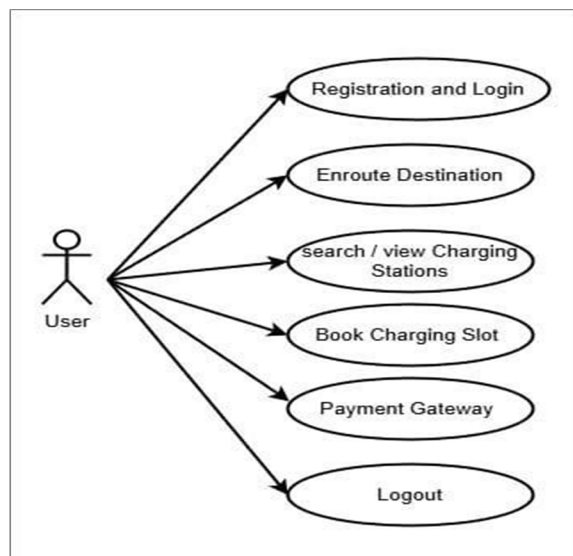 Registration and Login
Enroute Destination
search / view Charging
Stations
User
Book Charging Slot
Payment Gateway
Logout